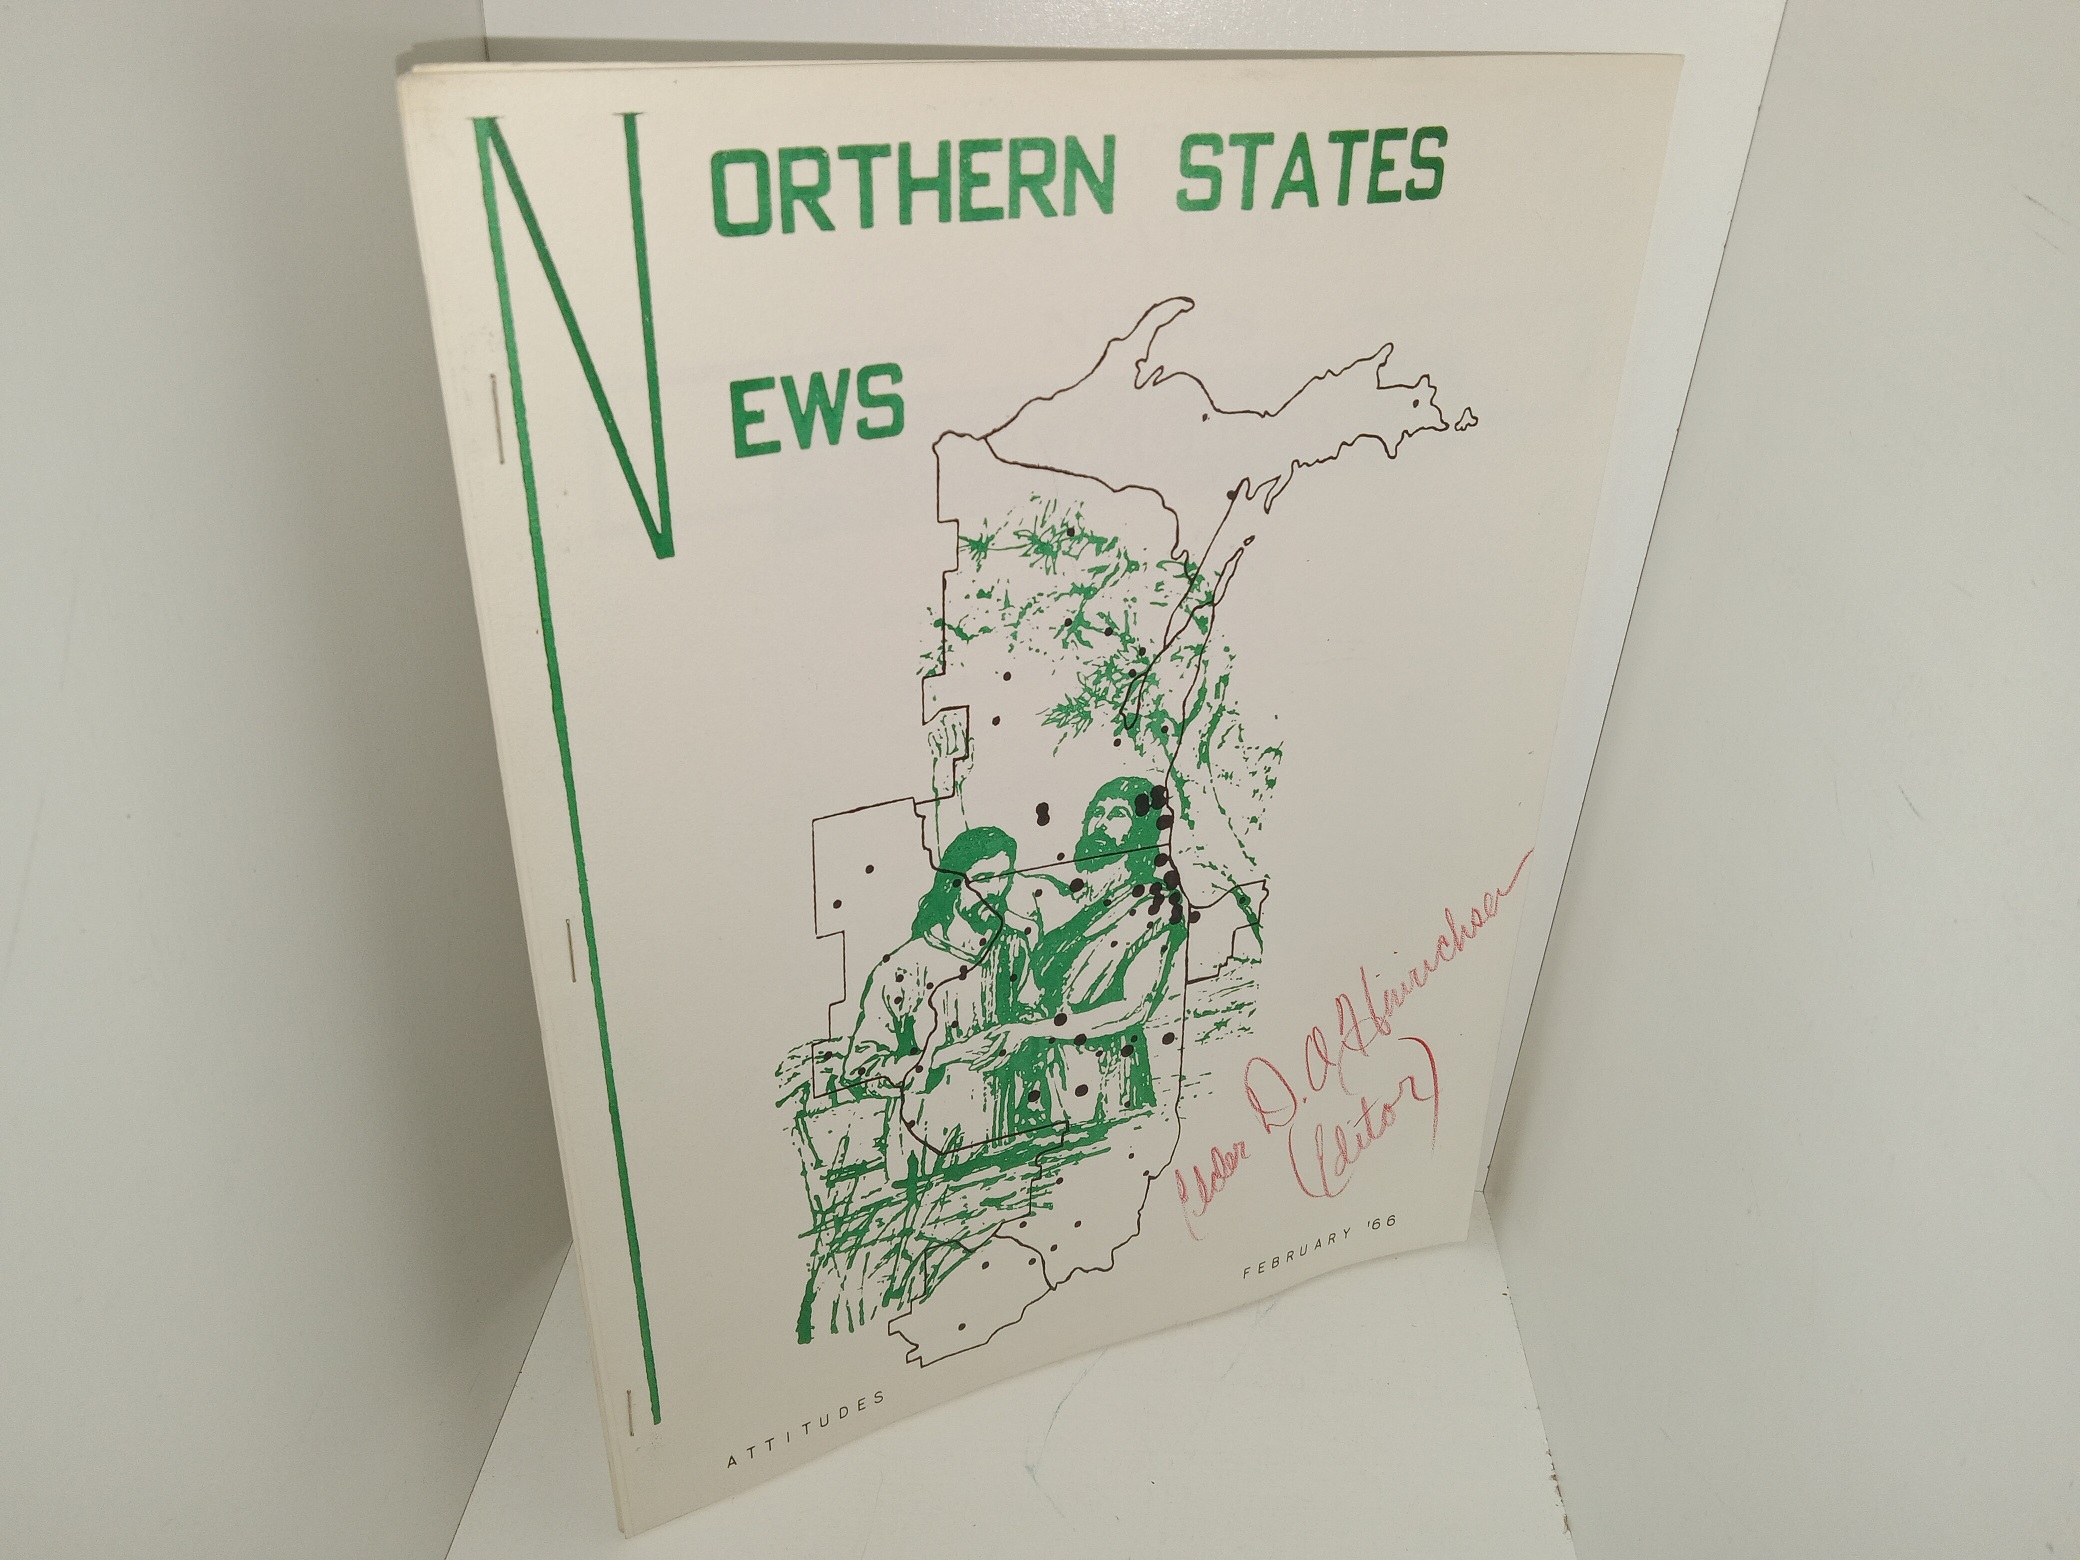 NORTHERN STATES
NEWS
Elder D. A. Hinrichsen
(Editor)
FEBRUARY '66
ATTITUDES